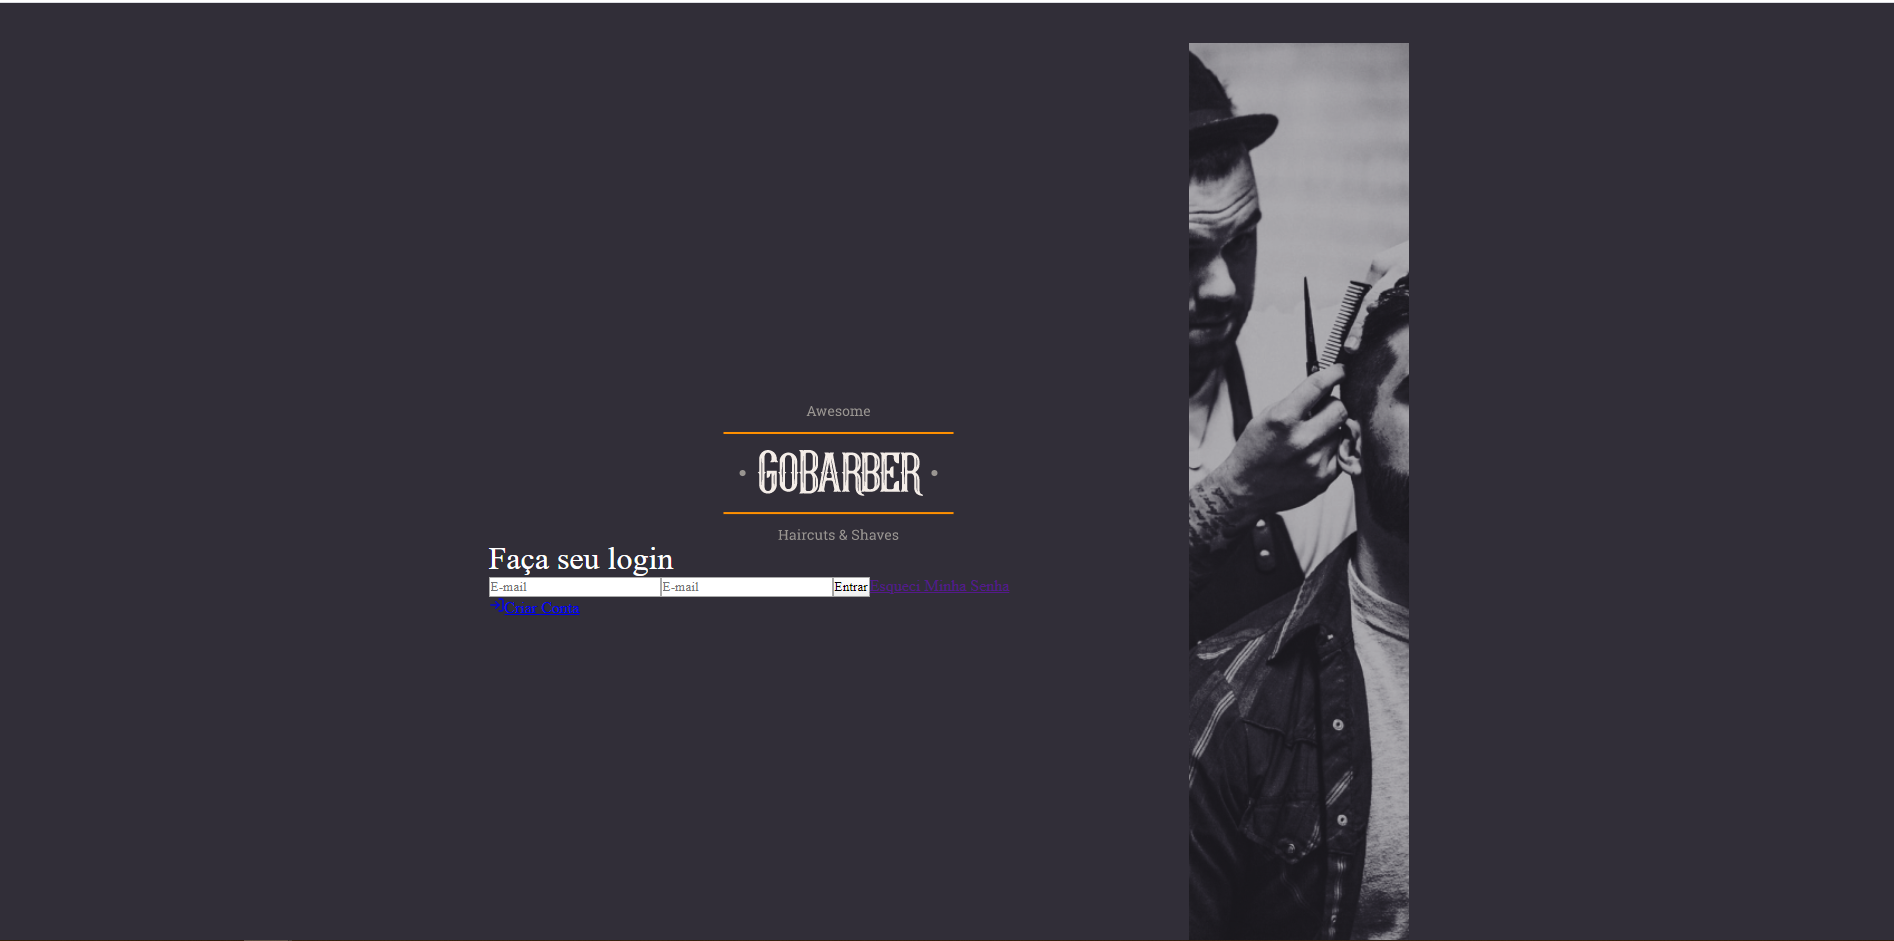 Awesome
GOBARBER
Haircuts & Shaves
Faça seu login
E-mail E-mail Entrar Esqueci Minha Senha
Criar Conta